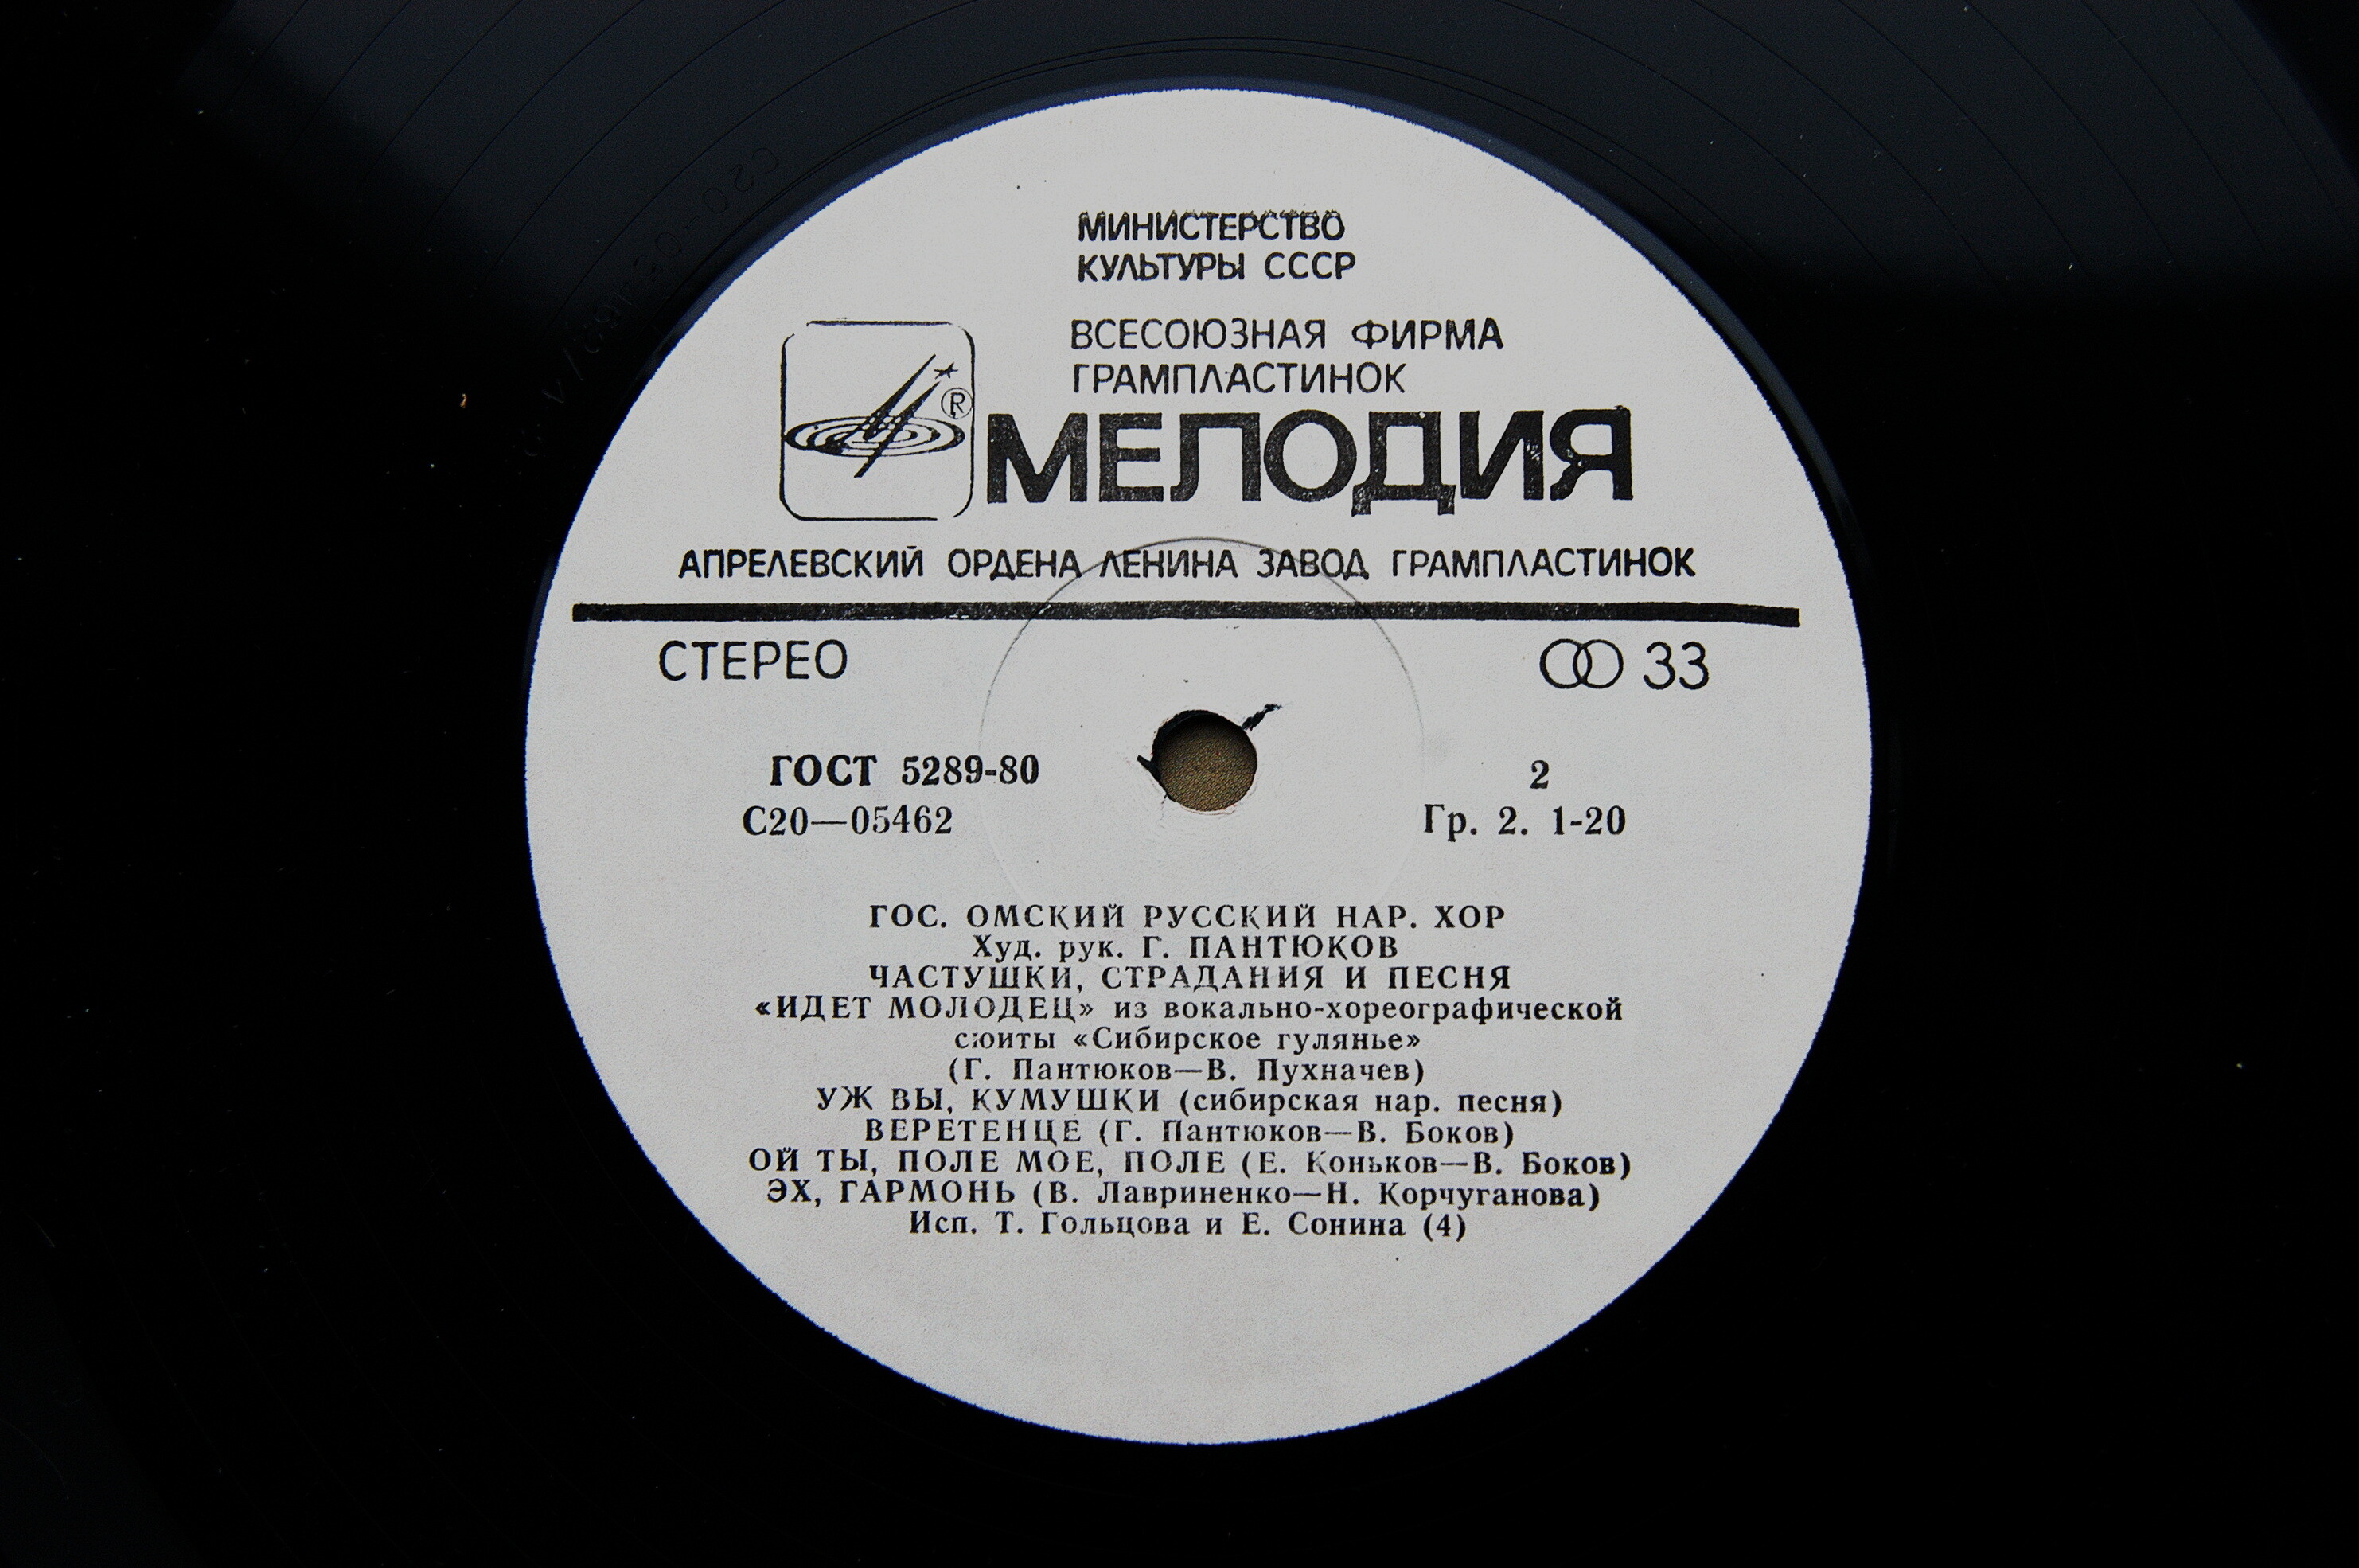 МИНИСТЕРСТВО
КУЛЬТУРЫ СССР
ВСЕСОЮЗНАЯ ФИРМА
ГРАМПЛАСТИНОК
®
МЕЛОДИЯ
АПРЕЛЕВСКИЙ ОРДЕНА ЛЕНИНА ЗАВОД ГРАМПЛАСТИНОК
СТЕРЕО 33
ГОСТ 5289-80 2
С20—05462 Гр. 2. 1-20
ГОС. ОМСКИЙ РУССКИЙ НАР. ХОР
Худ. рук. Г. ПАНТЮКОВ
ЧАСТУШКИ, СТРАДАНИЯ И ПЕСНЯ
«ИДЕТ МОЛОДЕЦ» из вокально-хореографической
сюиты «Сибирское гулянье»
(Г. Пантюков—В. Пухначев)
УЖ ВЫ, КУМУШКИ (сибирская нар. песня)
ВЕРЕТЕНЦЕ (Г. Пантюков—В. Боков)
ОЙ ТЫ, ПОЛЕ МОЕ, ПОЛЕ (Е. Коньков—В. Боков)
ЭХ, ГАРМОНЬ (В. Лавриненко—Н. Корчуганова)
Исп. Т. Гольцова и Е. Сонина (4)